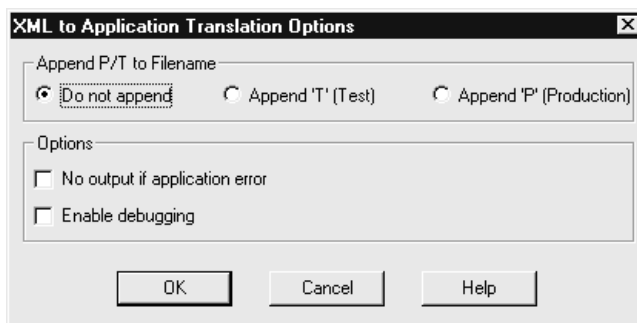 XML to Application Translation Options
Append P/T to Filename
Do not append Append 'T' (Test) Append 'P' (Production)
Options
No output if application error
Enable debugging
OK Cancel Help